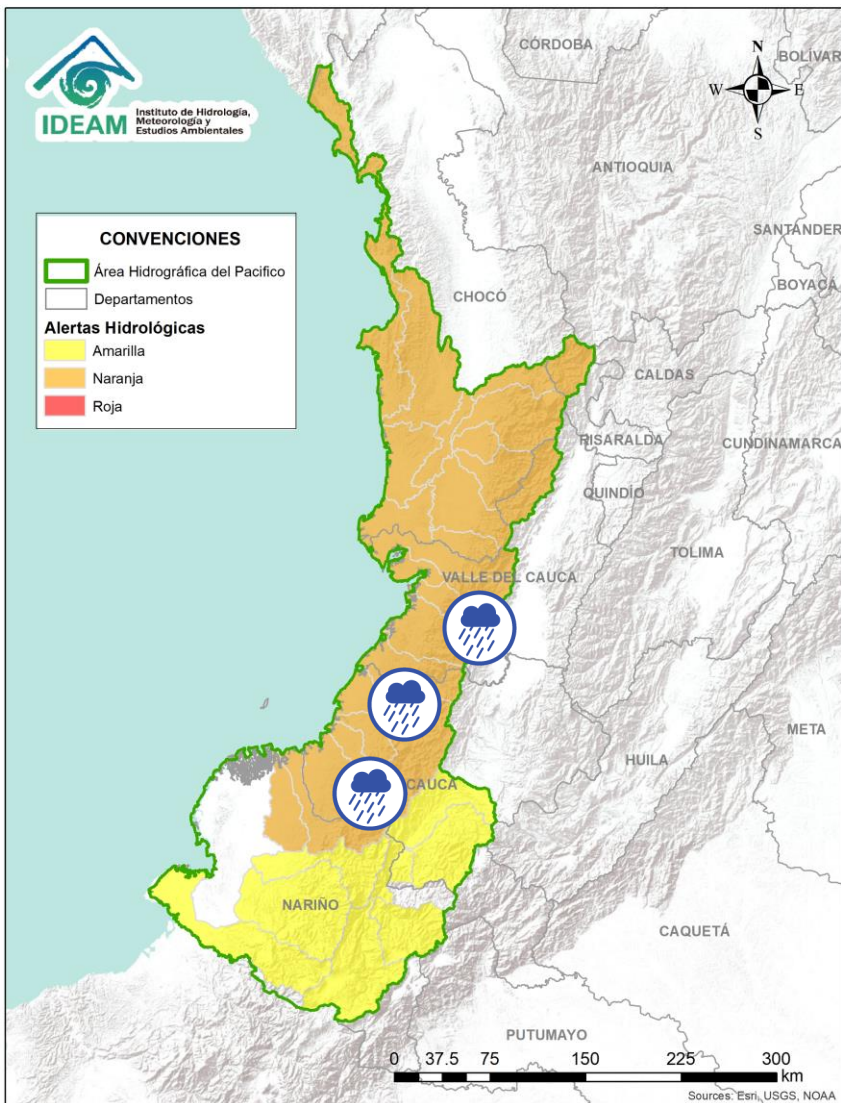 IDEAM
Instituto de Hidrología,
Meteorología y
Estudios Ambientales
CÓRDOBA
BOLÍVAR
N
W
E
S
ANTIOQUIA
SANTANDER
CONVENCIONES
Área Hidrográfica del Pacifico
Departamentos
Alertas Hidrológicas
Amarilla
Naranja
Roja
BOYACÁ
CHOCÓ
CALDAS
RISARALDA
CUNDINAMARCA
QUINDÍO
TOLIMA
VALLE DEL CAUCA
META
HUILA
CAUCA
NARIÑO
CAQUETÁ
PUTUMAYO
0 37.5 75 150 225 300
km
Sources: Esri, USGS, NOAA